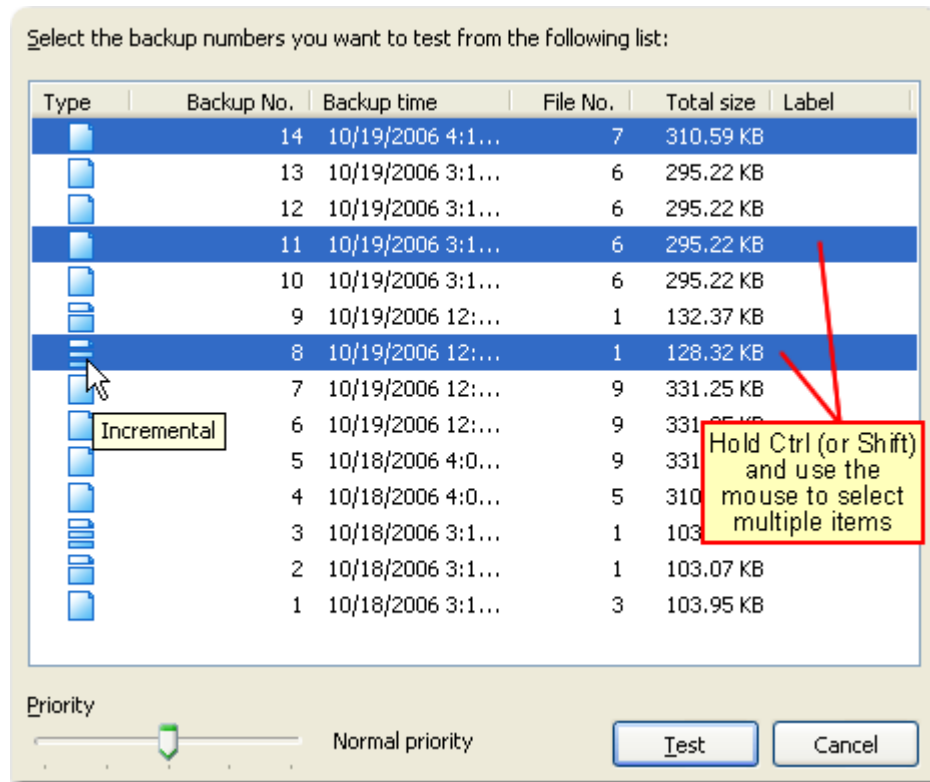 Select the backup numbers you want to test from the following list:
Type Backup No. Backup time File No. Total size Label
14 10/19/2006 4:1... 7 310.59 KB
13 10/19/2006 3:1... 6 295.22 KB
12 10/19/2006 3:1... 6 295.22 KB
11 10/19/2006 3:1... 6 295.22 KB
10 10/19/2006 3:1... 6 295.22 KB
9 10/19/2006 12:... 1 132.37 KB
8 10/19/2006 12:... 1 128.32 KB
7 10/19/2006 12:... 9 331.25 KB
Incremental
6 10/19/2006 12:... 9
5 10/18/2006 4:0... 9 331
4 10/18/2006 4:0... 5 310
3 10/18/2006 3:1... 1 103
2 10/18/2006 3:1... 1 103.07 KB
1 10/18/2006 3:1... 3 103.95 KB
Hold Ctrl (or Shift)
and use the
mouse to select
multiple items
Priority
Normal priority Test Cancel